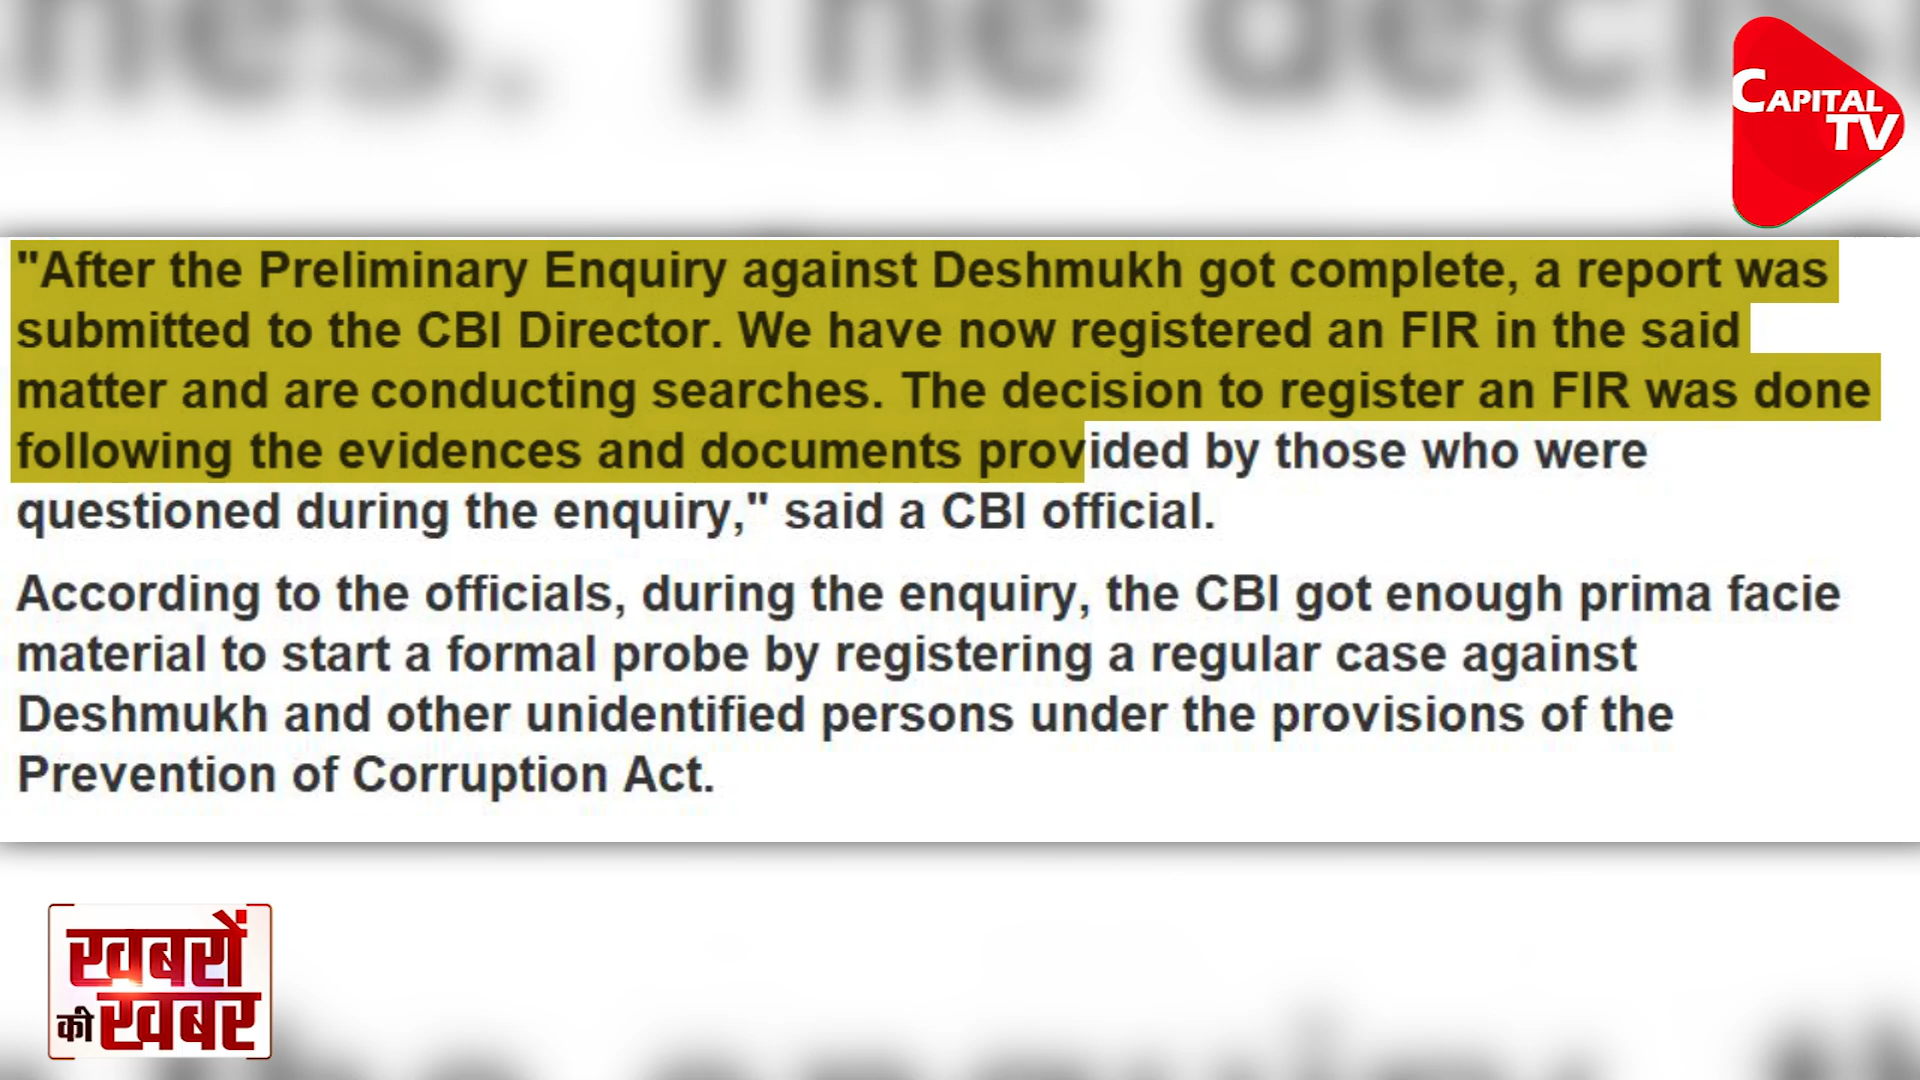 nes. The decis
CAPITAL
TV
"After the Preliminary Enquiry against Deshmukh got complete, a report was
submitted to the CBI Director. We have now registered an FIR in the said
matter and are conducting searches. The decision to register an FIR was done
following the evidences and documents provided by those who were
questioned during the enquiry," said a CBI official.
According to the officials, during the enquiry, the CBI got enough prima facie
material to start a formal probe by registering a regular case against
Deshmukh and other unidentified persons under the provisions of the
Prevention of Corruption Act.
खबरों
की खबर